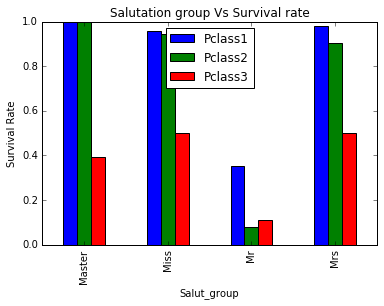 Salutation group Vs Survival rate
1.0
0.8
0.6
0.4
0.2
0.0
Survival Rate
Pclass1
Pclass2
Pclass3
Master
Miss
Mr
Mrs
Salut_group